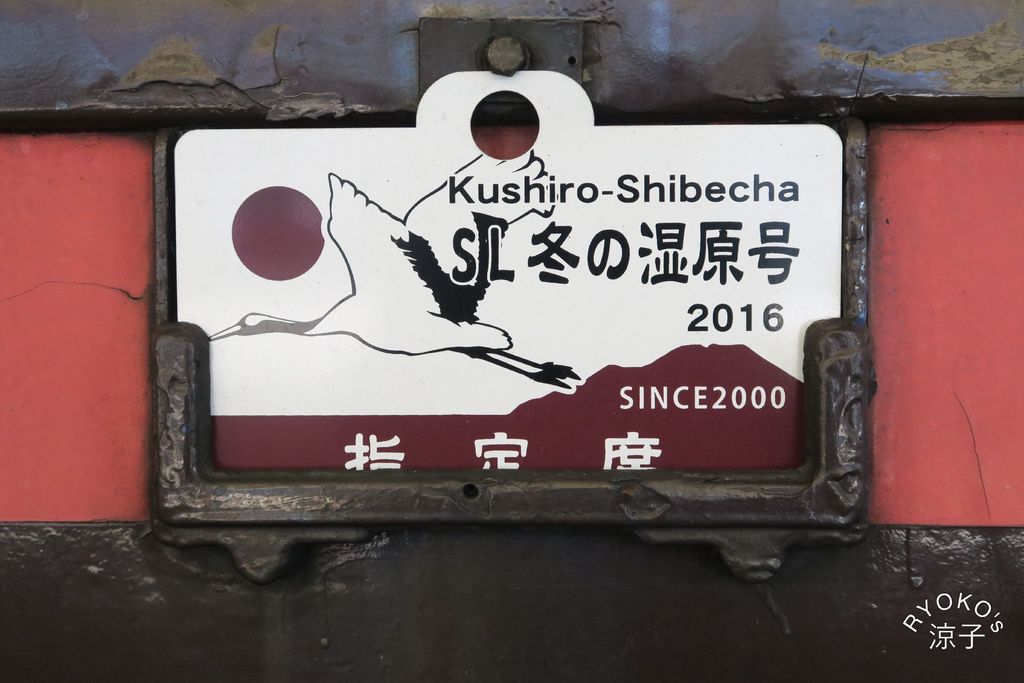 Kushiro-Shibecha
SL冬の湿原号
2016
SINCE2000
指定席
RYOKO's
涼子